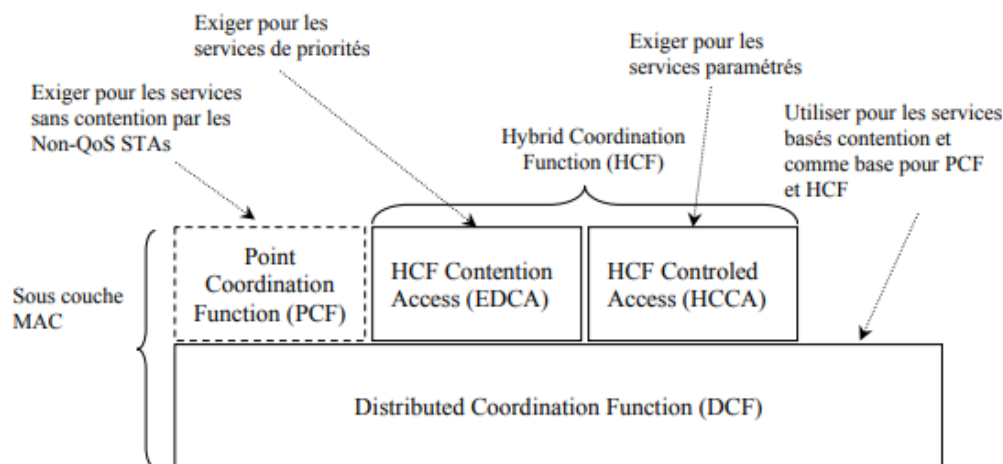 Exiger pour les
services de priorités
Exiger pour les
services paramétrés
Exiger pour les services
sans contention par les
Non-QoS STAs
Utiliser pour les services
basés contention et
comme base pour PCF
et HCF
Hybrid Coordination
Function (HCF)
Sous couche
MAC
Point
Coordination
Function (PCF)
HCF Contention
Access (EDCA)
HCF Controled
Access (HCCA)
Distributed Coordination Function (DCF)